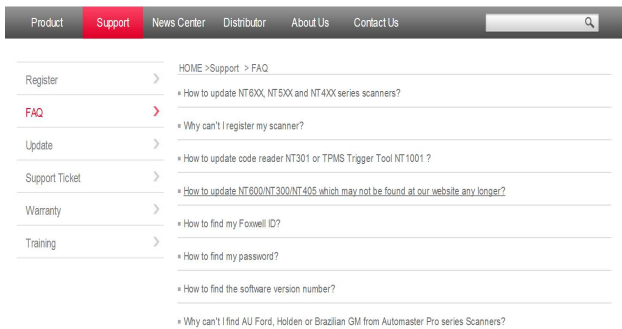 Product Support News Center Distributor About Us Contact Us
HOME >Support > FAQ
Register
FAQ
Update
Support Ticket
Warranty
Training
How to update NT6XX, NT5XX and NT4XX series scanners?
Why can't I register my scanner?
How to update code reader NT301 or TPMS Trigger Tool NT1001 ?
How to update NT600/NT300/NT405 which may not be found at our website any longer?
How to find my Foxwell ID?
How to find my password?
How to find the software version number?
Why can't I find AU Ford, Holden or Brazilian GM from Automaster Pro series Scanners?